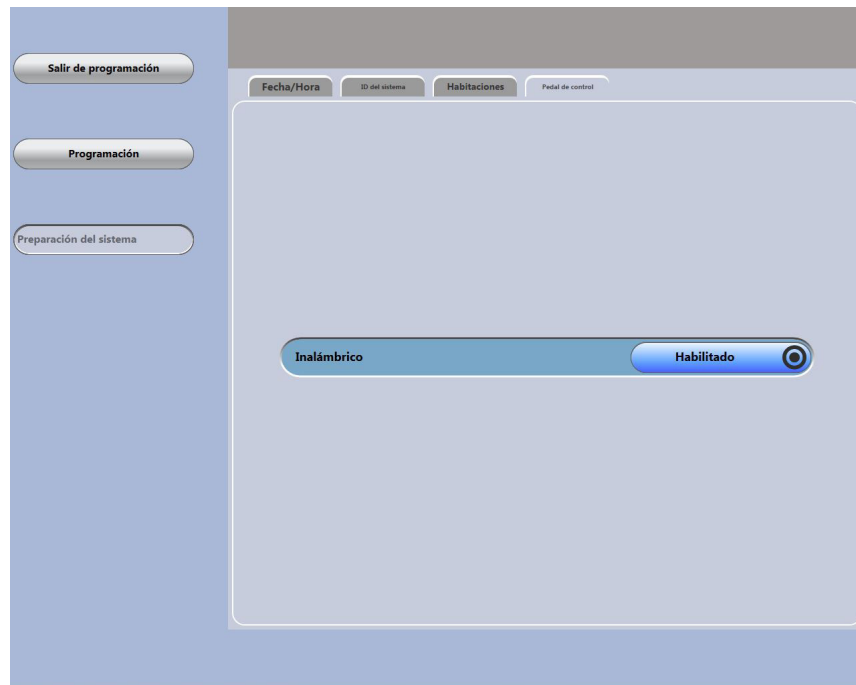 Salir de programación
Fecha/Hora
ID del sistema
Habitaciones
Pedal de control
Programación
Preparación del sistema
Inalámbrico
Habilitado